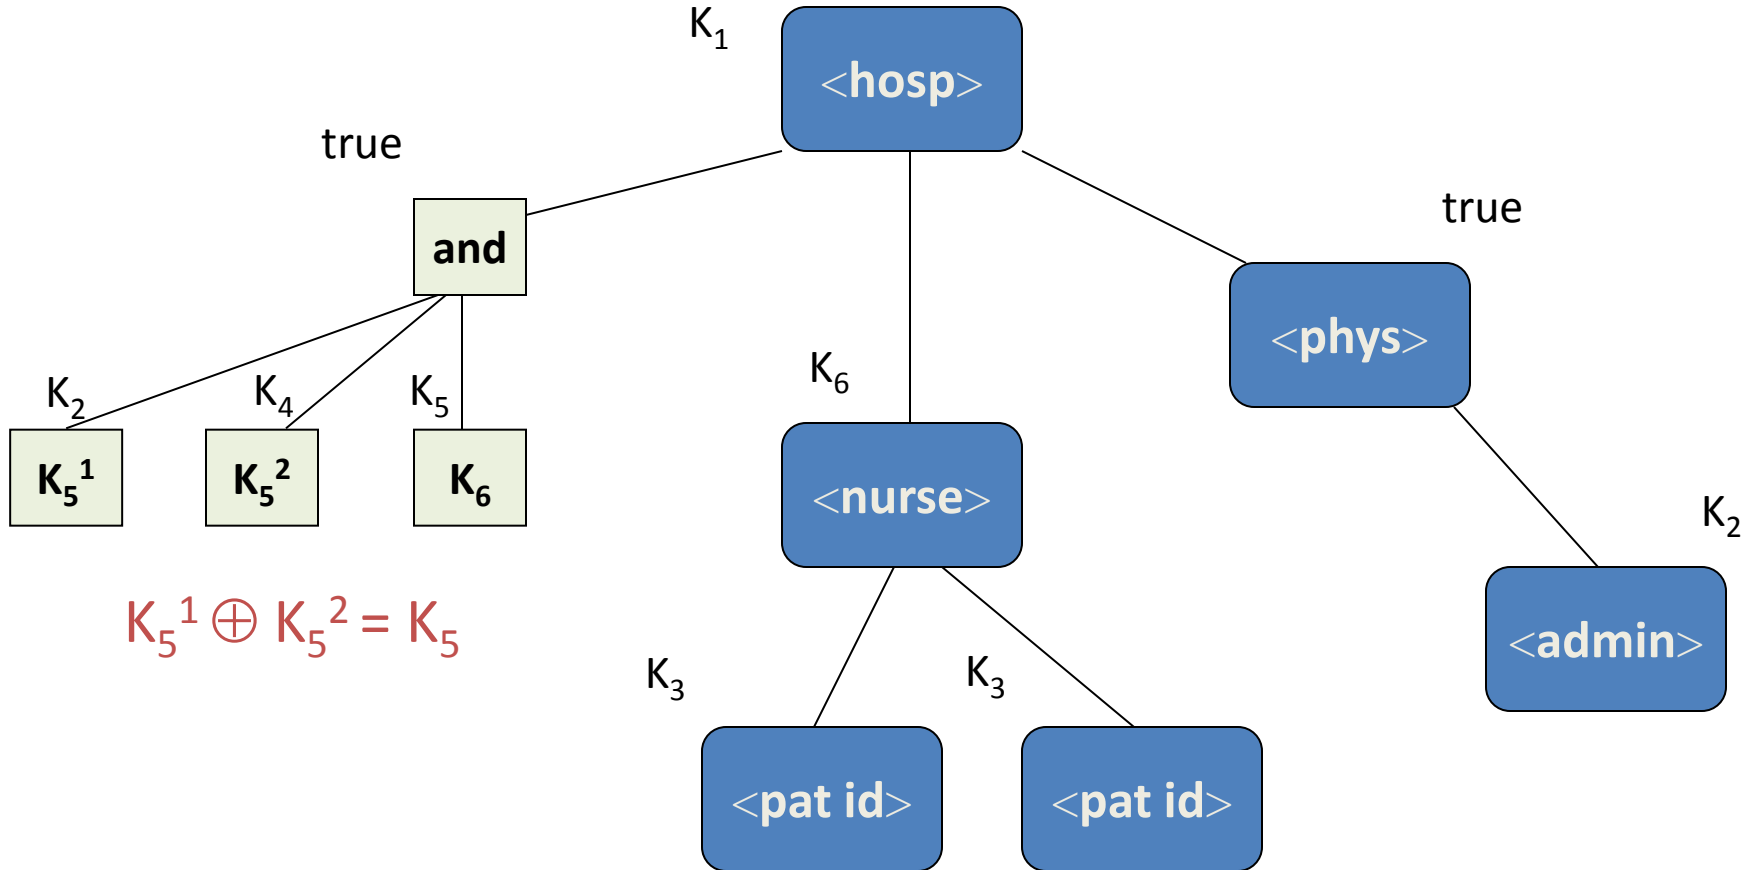 K₁
<hosp>
true
and
true
<phys>
K₂
K₄
K₅
K₆
K₅¹
K₅²
K₆
<nurse>
K₂
K₅¹ ⊕ K₅² = K₅
<admin>
K₃
K₃
<pat id>
<pat id>